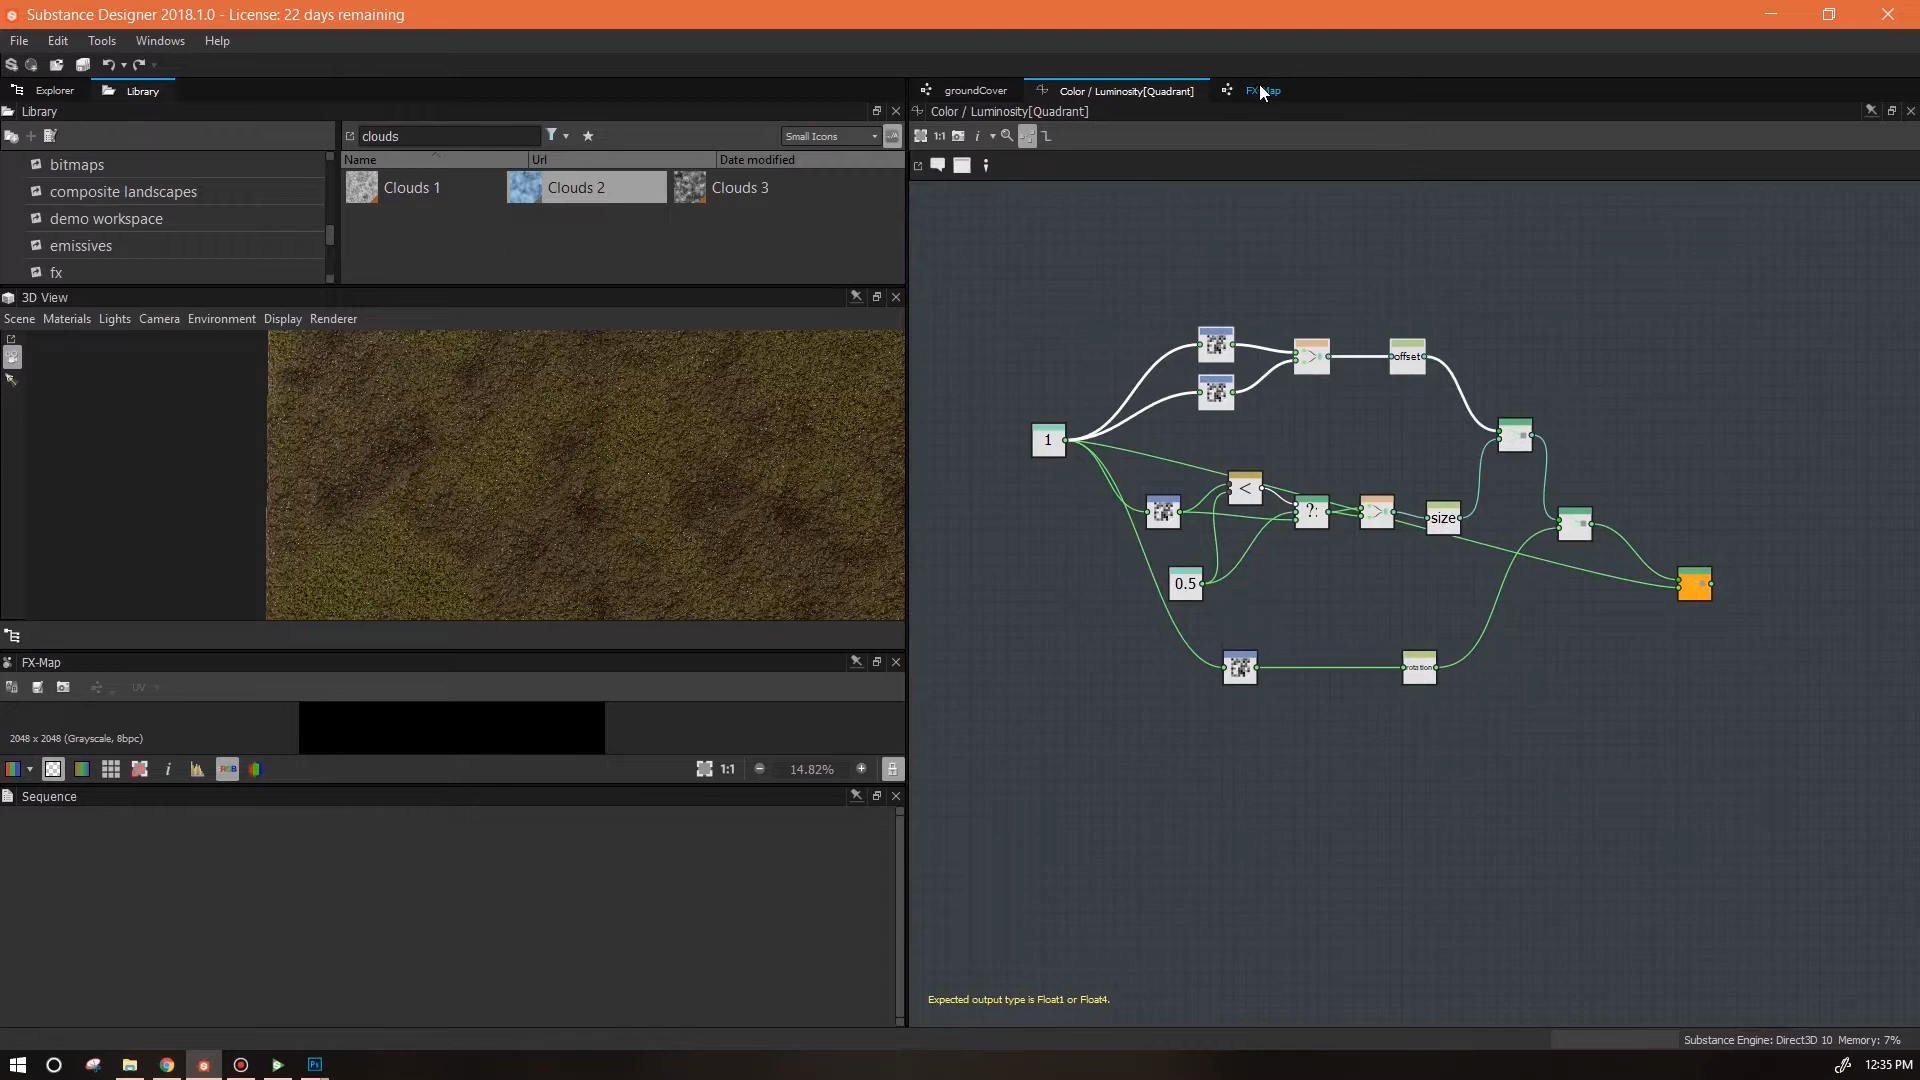 Substance Designer 2018.1.0 - License: 22 days remaining
File Edit Tools Windows Help
Explorer Library
groundCover Color / Luminosity[Quadrant] FX-Map
Library
Color / Luminosity[Quadrant]
clouds
Small Icons
1:1
Name Url Date modified
bitmaps
Clouds 1 Clouds 2 Clouds 3
composite landscapes
demo workspace
emissives
fx
3D View
Scene Materials Lights Camera Environment Display Renderer
offset
1
<
?:
size
0.5
rotation
FX-Map
UV
2048 x 2048 (Grayscale, 8bpc)
RGB
1:1
14.82%
Sequence
Expected output type is Float1 or Float4.
Substance Engine: Direct3D 10 Memory: 7%
Ps
12:35 PM